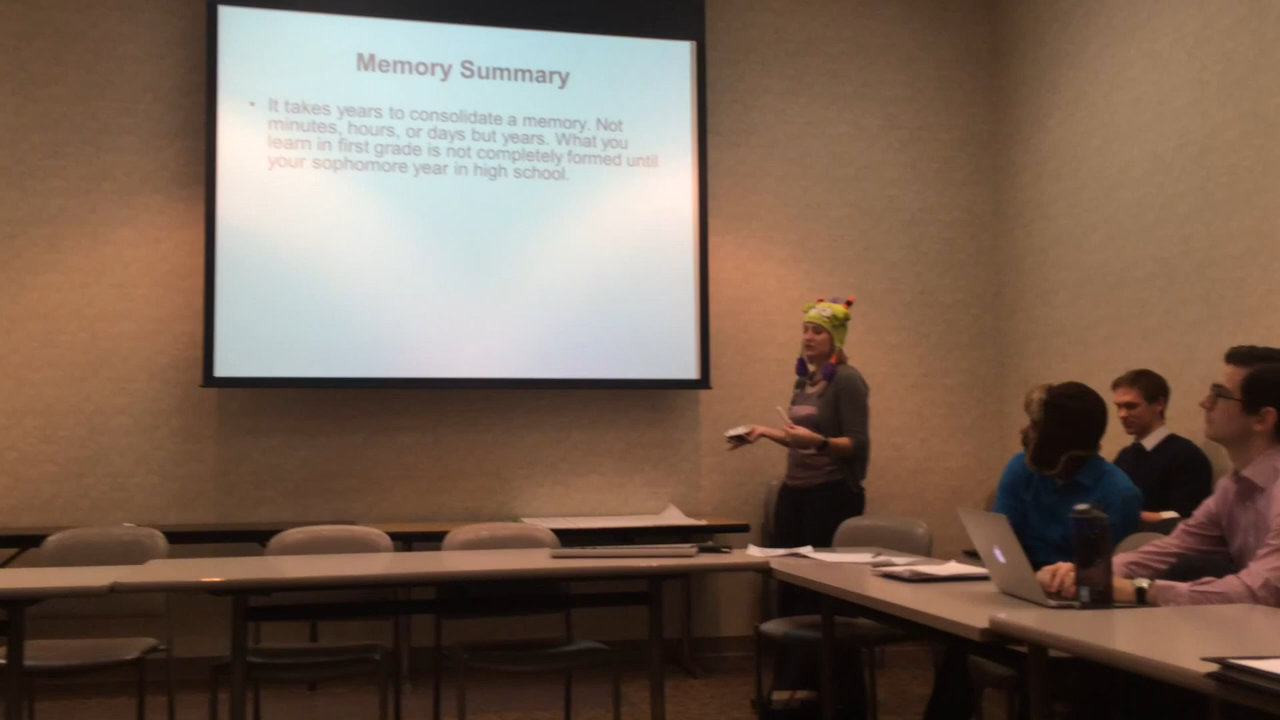 Memory Summary
• It takes years to consolidate a memory. Not
minutes, hours, or days but years. What you
learn in first grade is not completely formed until
your sophomore year in high school.